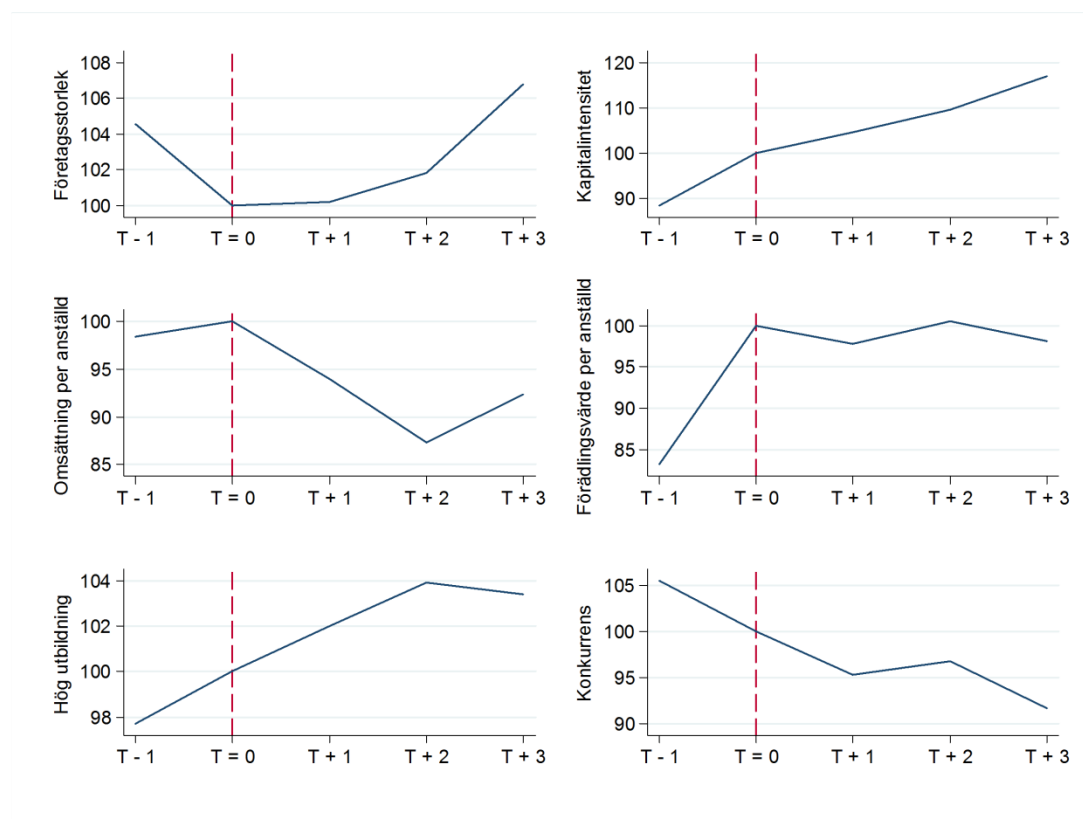 Företagsstorlek
108
106
104
102
100
T - 1 T = 0 T + 1 T + 2 T + 3
Kapitalintensitet
120
110
100
90
T - 1 T = 0 T + 1 T + 2 T + 3
Omsättning per anställd
100
95
90
85
T - 1 T = 0 T + 1 T + 2 T + 3
Förädlingsvärde per anställd
100
95
90
85
T - 1 T = 0 T + 1 T + 2 T + 3
Hög utbildning
104
102
100
98
T - 1 T = 0 T + 1 T + 2 T + 3
Konkurrens
105
100
95
90
T - 1 T = 0 T + 1 T + 2 T + 3